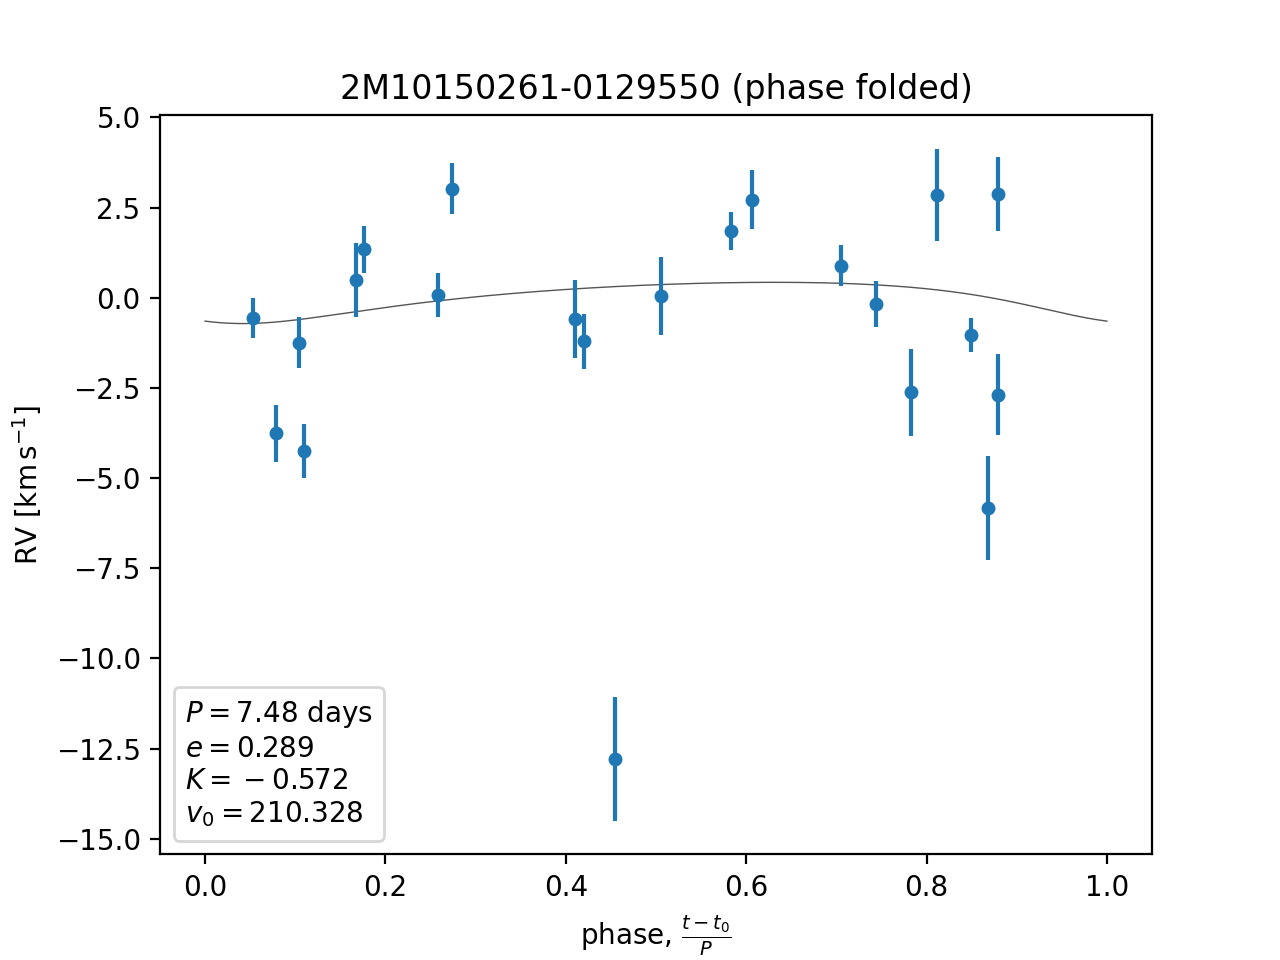 2M10150261-0129550 (phase folded)
5.0
2.5
0.0
−2.5
−5.0
−7.5
−10.0
−12.5
−15.0
RV [km s⁻¹]
P = 7.48 days
e = 0.289
K = −0.572
v₀ = 210.328
0.0 0.2 0.4 0.6 0.8 1.0
phase, (t − t₀)/P